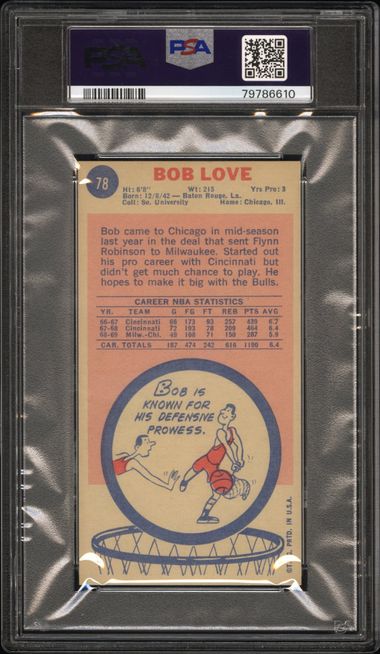 PSA
PSA
79786610
78
BOB LOVE
Ht: 6'8" Wt: 215 Yrs Pro: 3
Born: 12/8/42 — Baton Rouge, La.
Coll: So. University Home: Chicago, Ill.
Bob came to Chicago in mid-season
last year in the deal that sent Flynn
Robinson to Milwaukee. Started out
his pro career with Cincinnati but
didn't get much chance to play. He
hopes to make it big with the Bulls.
CAREER NBA STATISTICS
YR. TEAM G FG FT REB PTS AVG
66-67 Cincinnati 66 173 93 257 439 6.7
67-68 Cincinnati 72 193 78 209 464 6.4
68-69 Milw.-Chi. 49 108 71 150 287 5.9
CAR. TOTALS 187 474 242 616 1190 6.4
BOB IS
KNOWN FOR
HIS DEFENSIVE
PROWESS.
©T.C.G. PRTD. IN U.S.A.